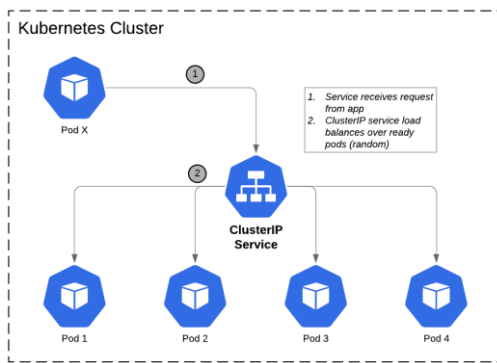 Kubernetes Cluster
1
Pod X
1. Service receives request
from app
2. ClusterIP service load
balances over ready
pods (random)
2
ClusterIP
Service
Pod 1
Pod 2
Pod 3
Pod 4